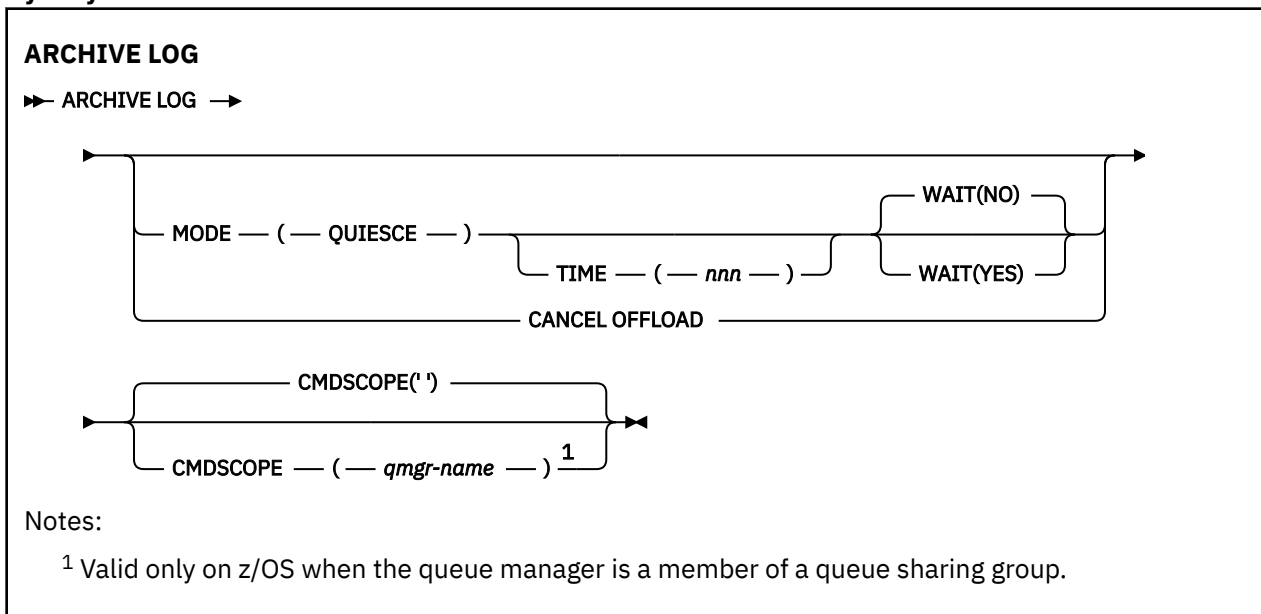 ARCHIVE LOG
ARCHIVE LOG
WAIT(NO)
MODE ( QUIESCE )
TIME ( nnn )
WAIT(YES)
CANCEL OFFLOAD
CMDSCOPE(' ')
CMDSCOPE ( qmgr-name ) 1
Notes:
1 Valid only on z/OS when the queue manager is a member of a queue sharing group.